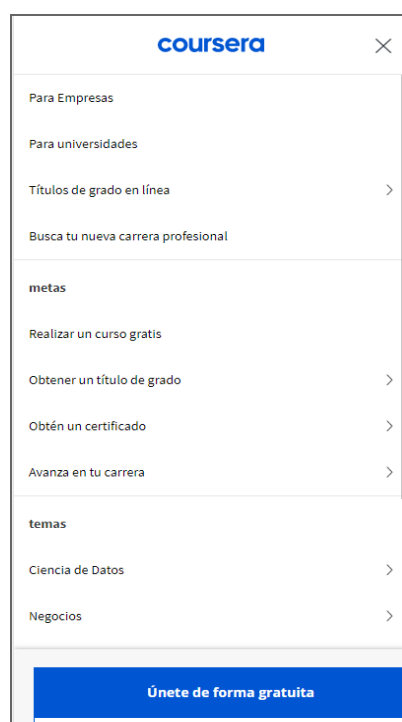 coursera
Para Empresas
Para universidades
Títulos de grado en línea
Busca tu nueva carrera profesional
metas
Realizar un curso gratis
Obtener un título de grado
Obtén un certificado
Avanza en tu carrera
temas
Ciencia de Datos
Negocios
Únete de forma gratuita